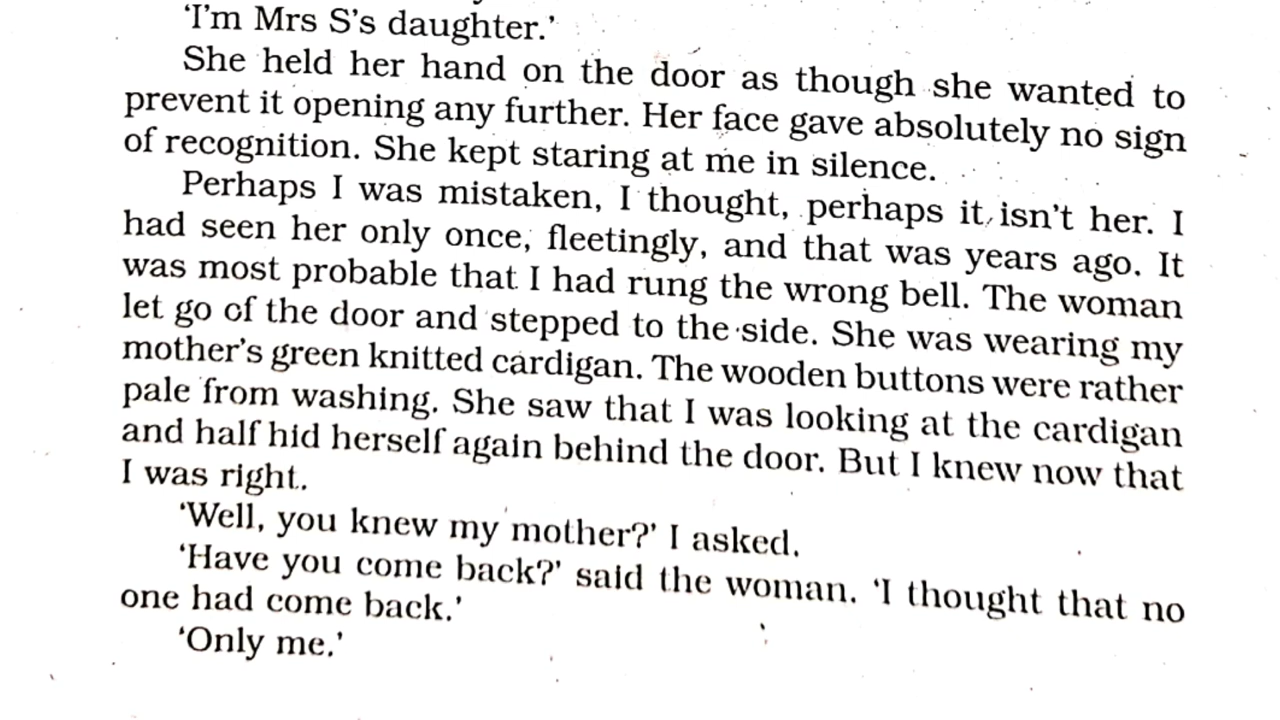 ‘I’m Mrs S’s daughter.’
She held her hand on the door as though she wanted to
prevent it opening any further. Her face gave absolutely no sign
of recognition. She kept staring at me in silence.
Perhaps I was mistaken, I thought, perhaps it isn’t her. I
had seen her only once, fleetingly, and that was years ago. It
was most probable that I had rung the wrong bell. The woman
let go of the door and stepped to the side. She was wearing my
mother’s green knitted cardigan. The wooden buttons were rather
pale from washing. She saw that I was looking at the cardigan
and half hid herself again behind the door. But I knew now that
I was right.
‘Well, you knew my mother?’ I asked.
‘Have you come back?’ said the woman. ‘I thought that no
one had come back.’
‘Only me.’